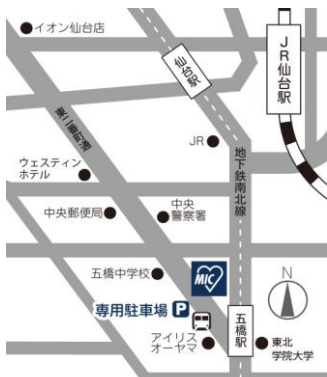 イオン仙台店
仙台駅
JR仙台駅
東二番町通
JR
地下鉄南北線
ウェスティン
ホテル
中央郵便局
中央
警察署
五橋中学校
MIC
N
専用駐車場 P
五橋駅
アイリス
オーヤマ
東北
学院大学